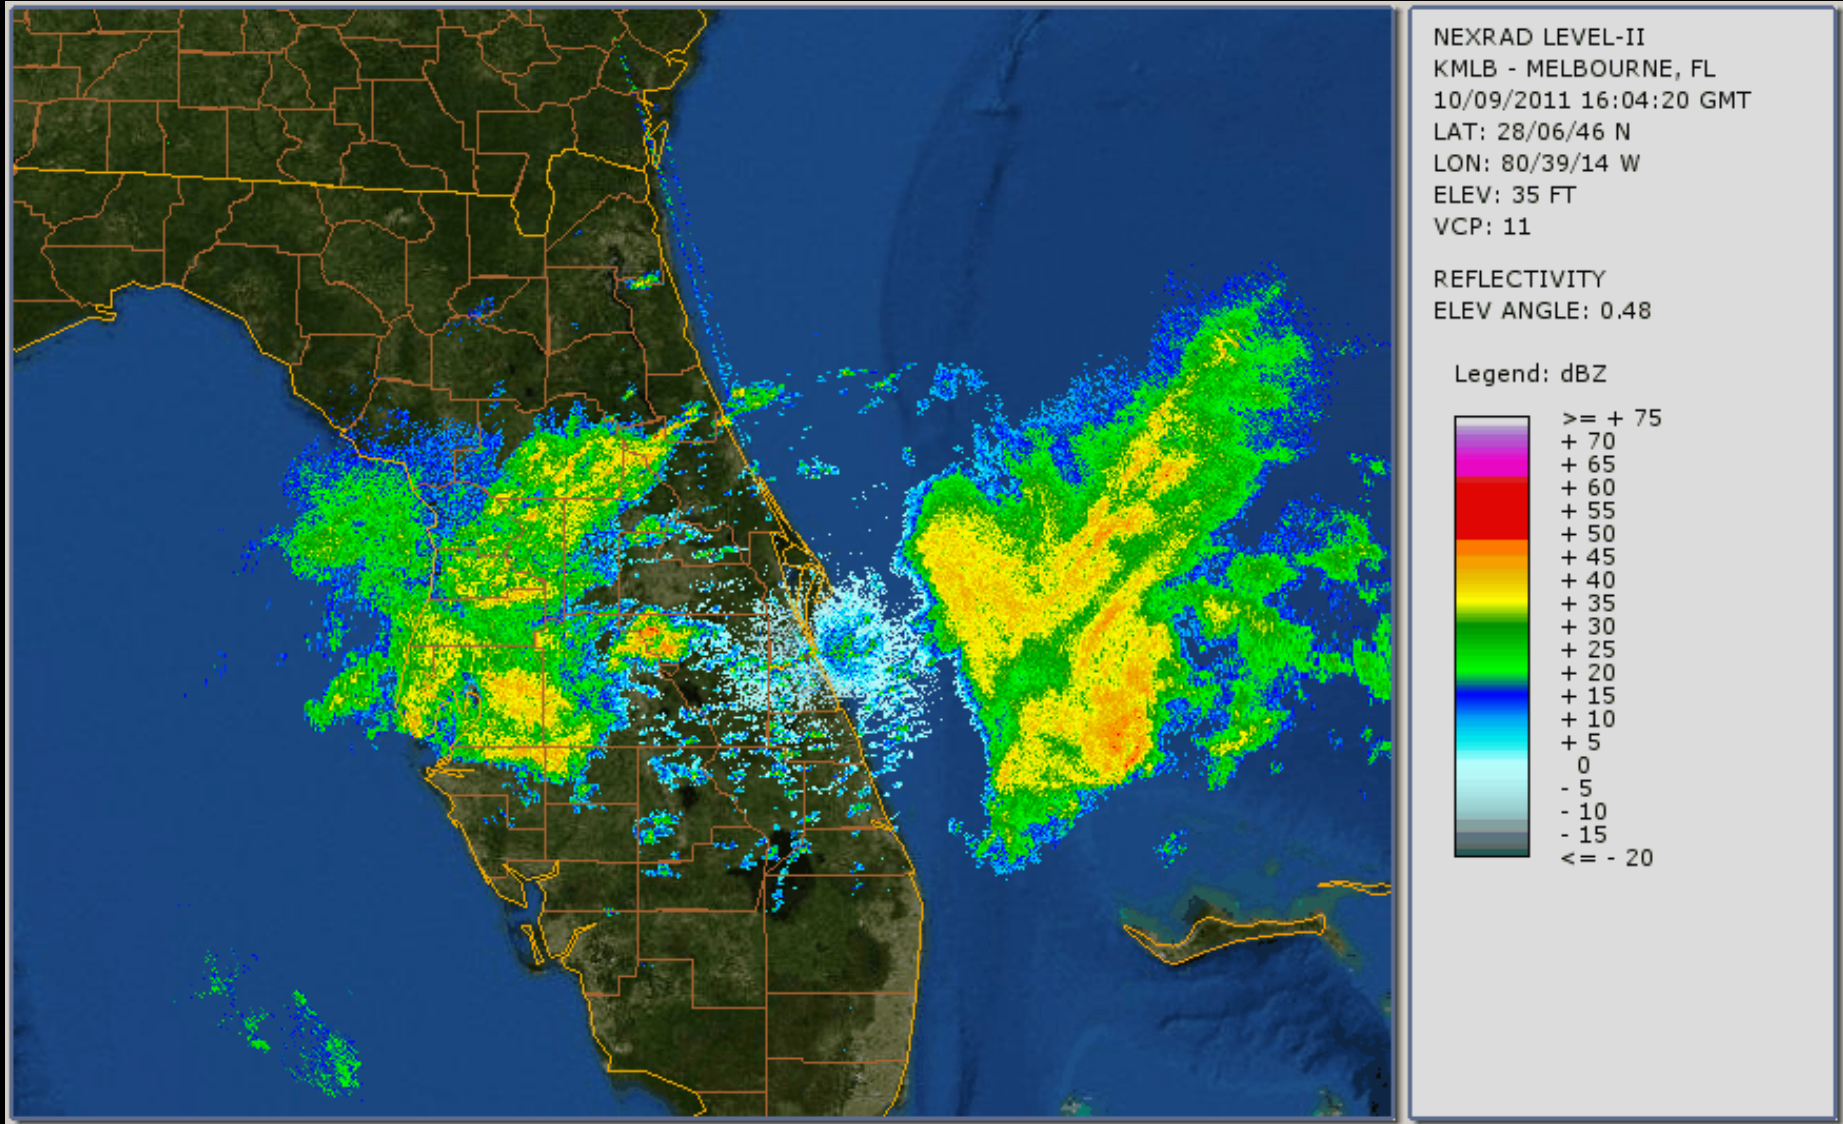 NEXRAD LEVEL-II
KMLB - MELBOURNE, FL
10/09/2011 16:04:20 GMT
LAT: 28/06/46 N
LON: 80/39/14 W
ELEV: 35 FT
VCP: 11
REFLECTIVITY
ELEV ANGLE: 0.48
Legend: dBZ
>= + 75
+ 70
+ 65
+ 60
+ 55
+ 50
+ 45
+ 40
+ 35
+ 30
+ 25
+ 20
+ 15
+ 10
+ 5
0
- 5
- 10
- 15
<= - 20